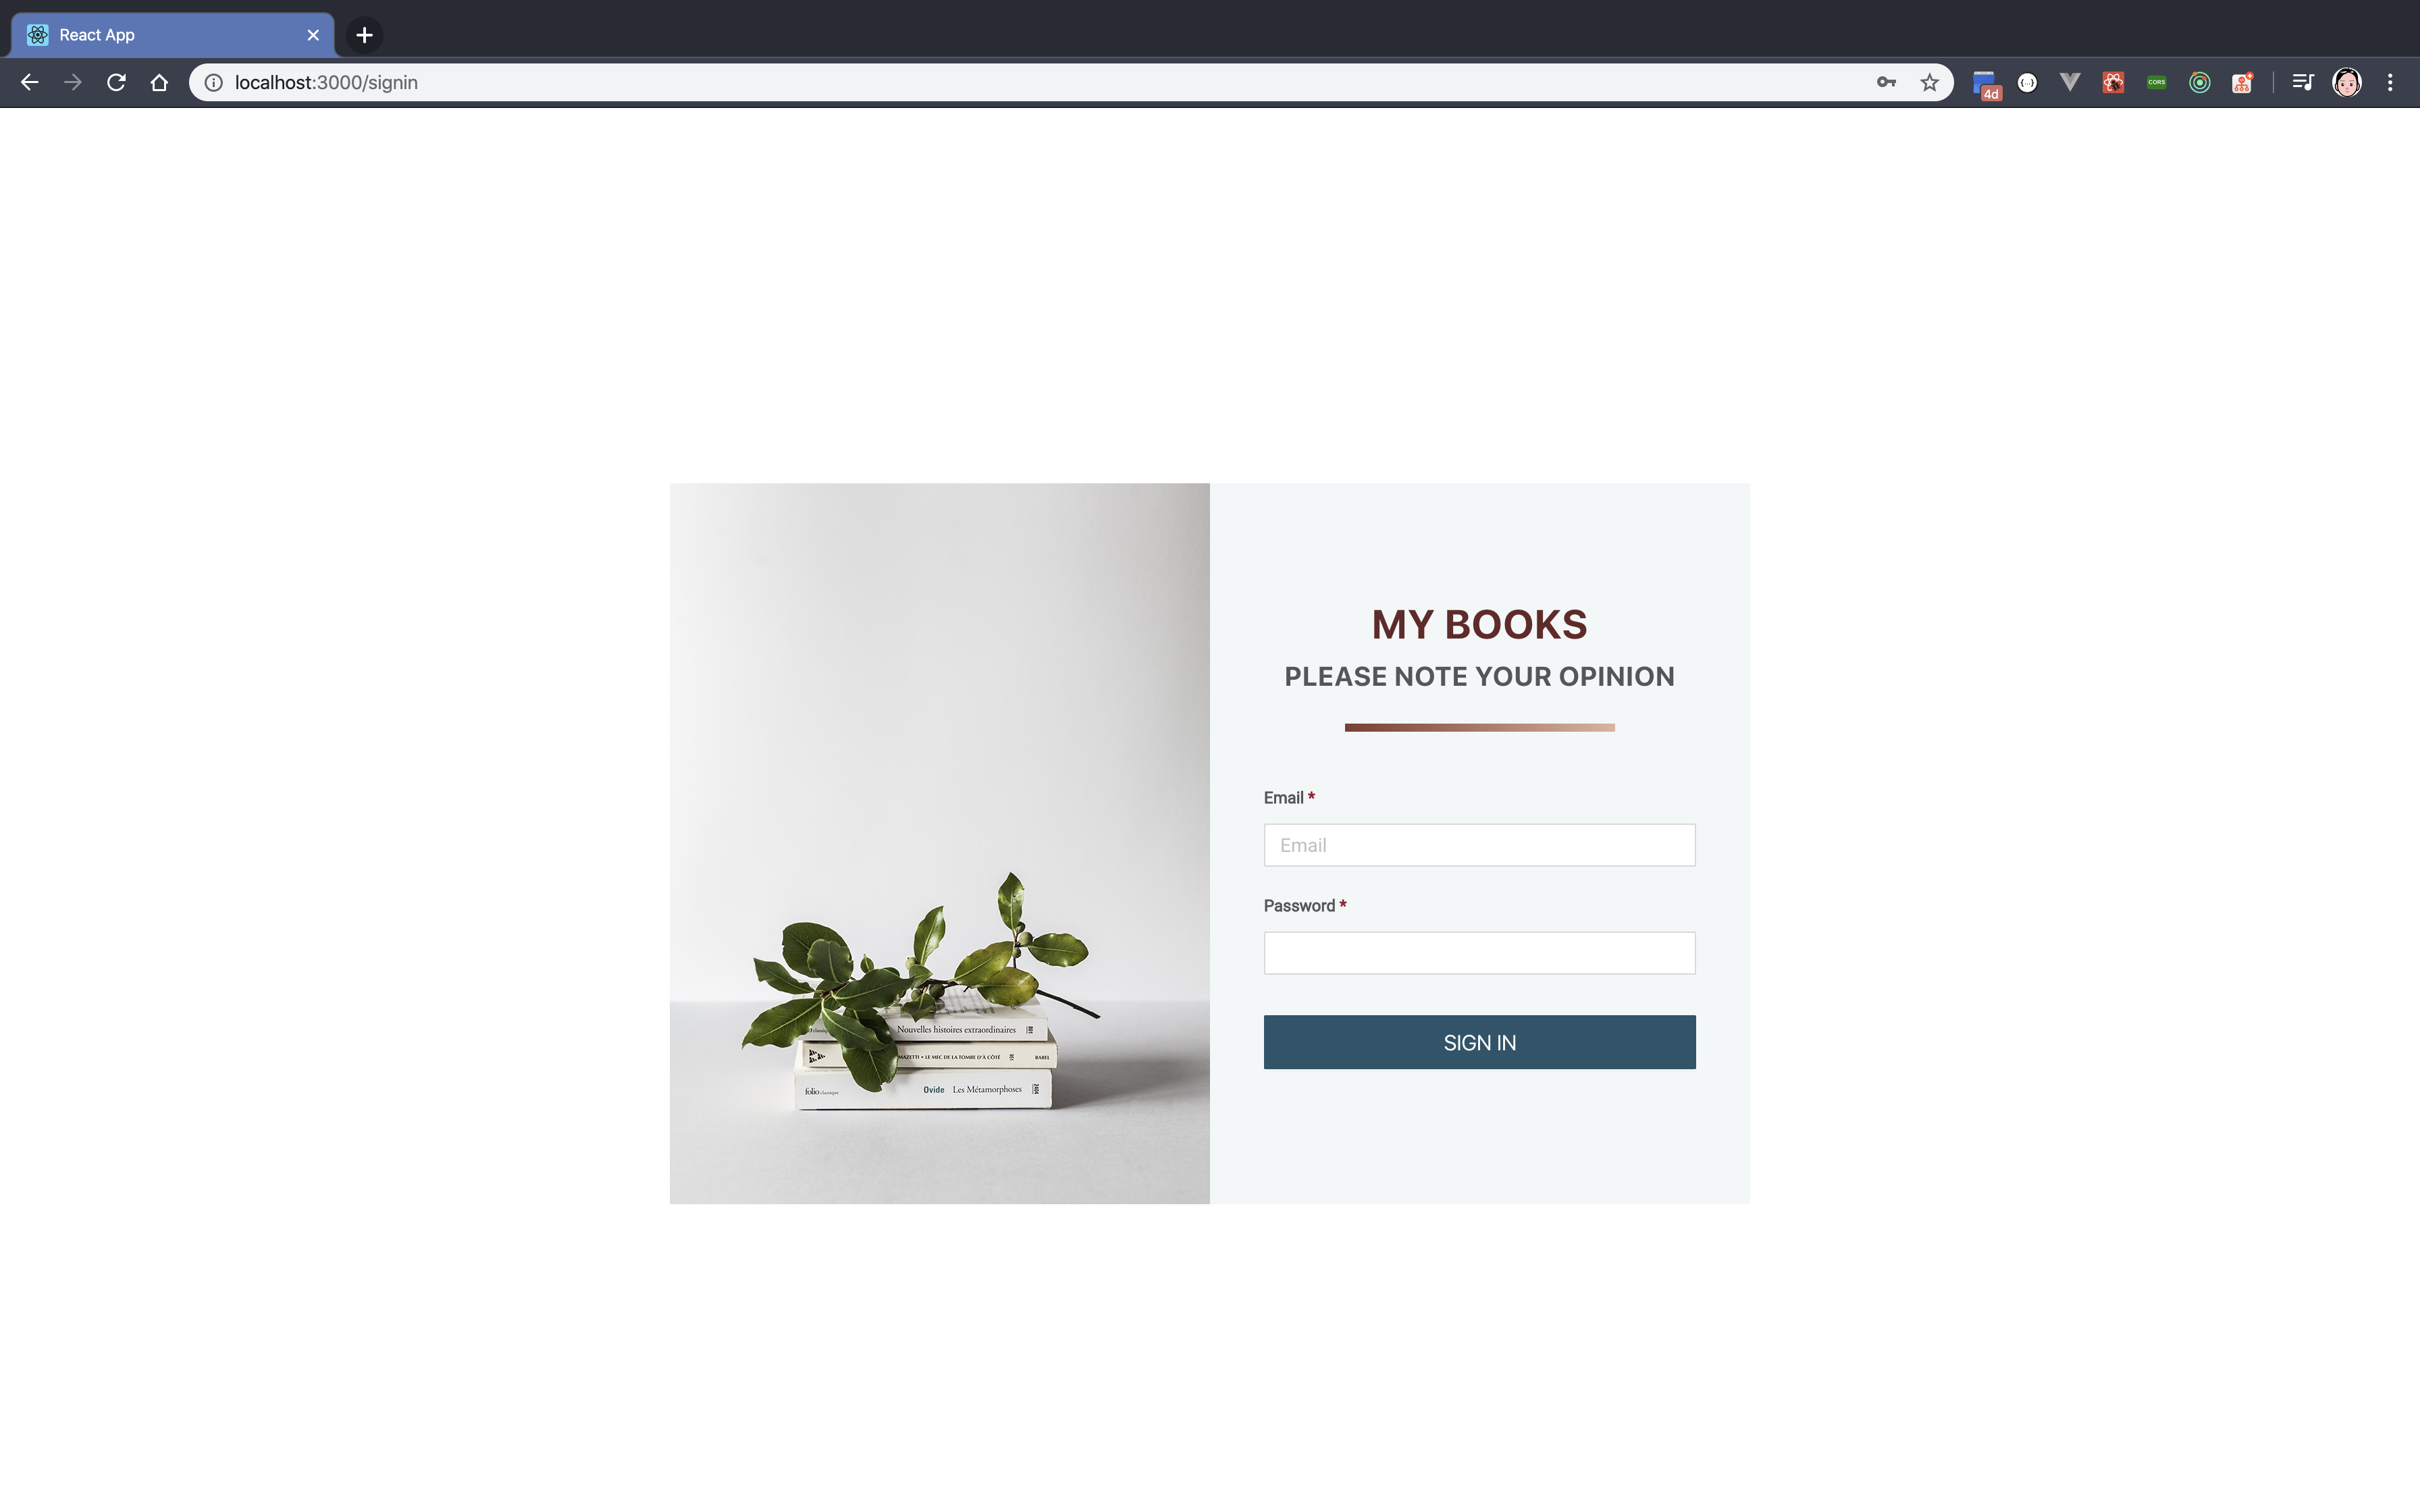 React App
localhost:3000/signin
4d
CORS
MY BOOKS
PLEASE NOTE YOUR OPINION
Email *
Email
Password *
SIGN IN
Nouvelles histoires extraordinaires
MAZETTI • LE MEC DE LA TOMBE D'À CÔTÉ BABEL
folio classique Ovide Les Métamorphoses